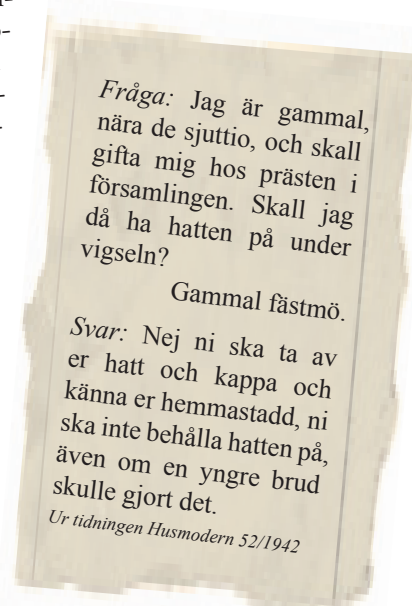 Fråga: Jag är gammal,
nära de sjuttio, och skall
gifta mig hos prästen i
församlingen. Skall jag
då ha hatten på under
vigseln?
Gammal fästmö.
Svar: Nej ni ska ta av
er hatt och kappa och
känna er hemmastadd, ni
ska inte behålla hatten på,
även om en yngre brud
skulle gjort det.
Ur tidningen Husmodern 52/1942